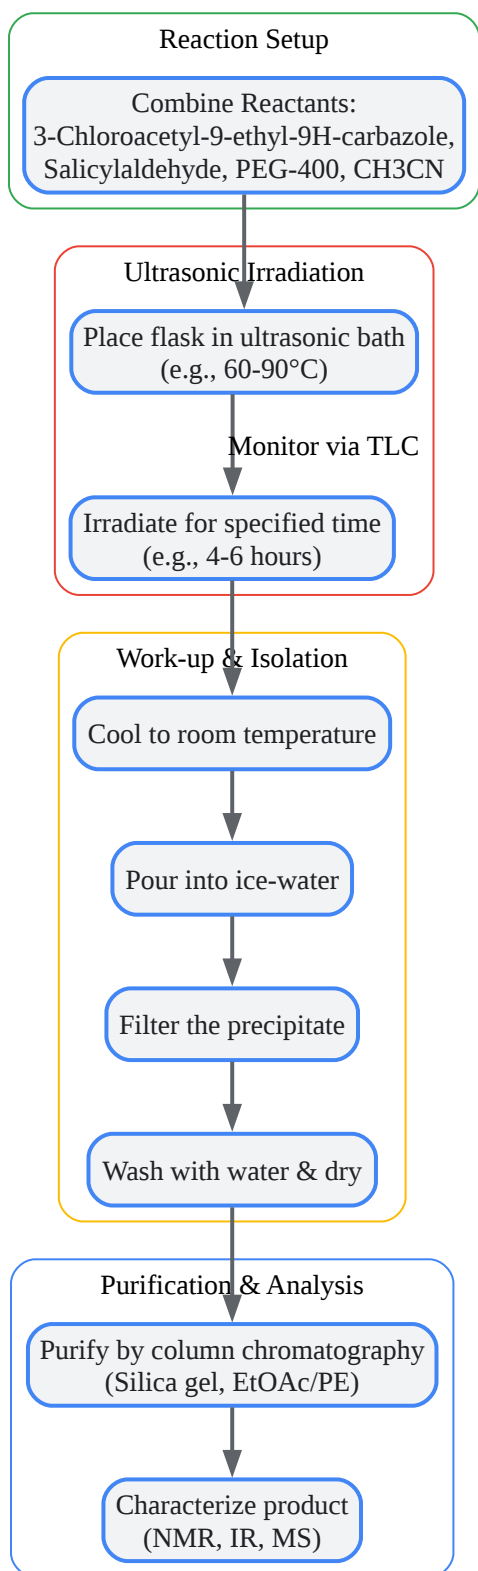 Reaction Setup
Combine Reactants:
3-Chloroacetyl-9-ethyl-9H-carbazole,
Salicylaldehyde, PEG-400, CH3CN
Ultrasonic Irradiation
Place flask in ultrasonic bath
(e.g., 60-90°C)
Monitor via TLC
Irradiate for specified time
(e.g., 4-6 hours)
Work-up & Isolation
Cool to room temperature
Pour into ice-water
Filter the precipitate
Wash with water & dry
Purification & Analysis
Purify by column chromatography
(Silica gel, EtOAc/PE)
Characterize product
(NMR, IR, MS)